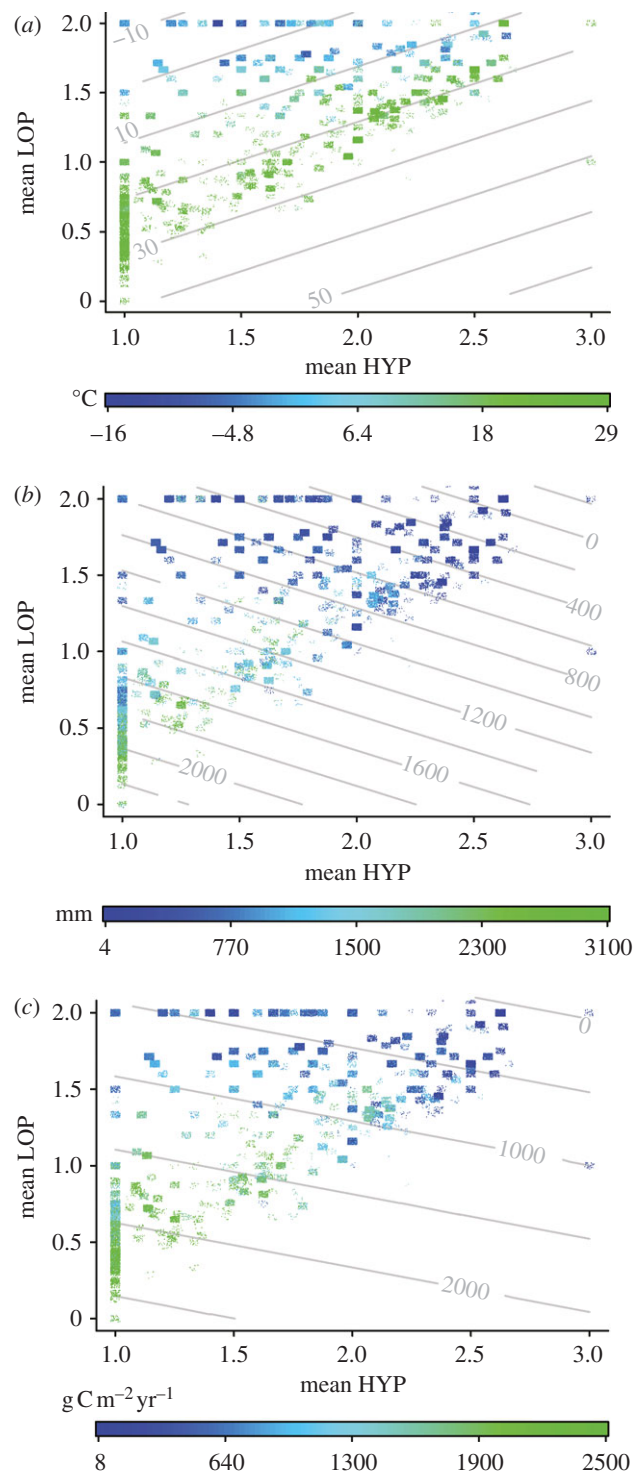 (a)
2.0
1.5
1.0
0.5
0
mean LOP
–10
10
30
50
1.0 1.5 2.0 2.5 3.0
mean HYP
°C
–16 –4.8 6.4 18 29
(b)
2.0
1.5
1.0
0.5
0
mean LOP
0
400
800
1200
1600
2000
1.0 1.5 2.0 2.5 3.0
mean HYP
mm
4 770 1500 2300 3100
(c)
2.0
1.5
1.0
0.5
0
mean LOP
0
1000
2000
1.0 1.5 2.0 2.5 3.0
mean HYP
g C m⁻² yr⁻¹
8 640 1300 1900 2500